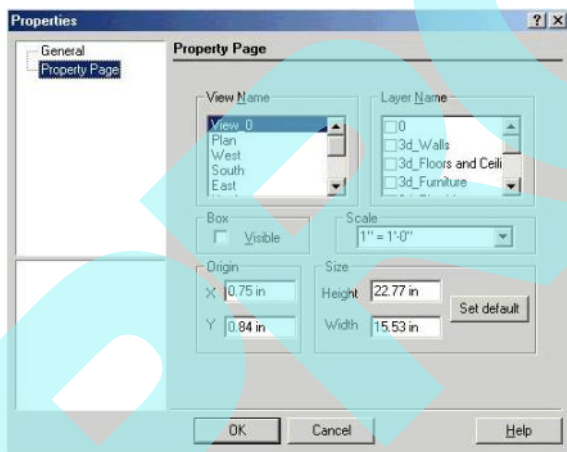 Properties
General
Property Page
Property Page
View Name
View_0
Plan
West
South
East
Layer Name
0
3d_Walls
3d_Floors and Ceili
3d_Furniture
Box
Visible
Scale
1" = 1'-0"
Origin
X 0.75 in
Y 0.84 in
Size
Height 22.77 in
Width 15.53 in
Set default
OK
Cancel
Help